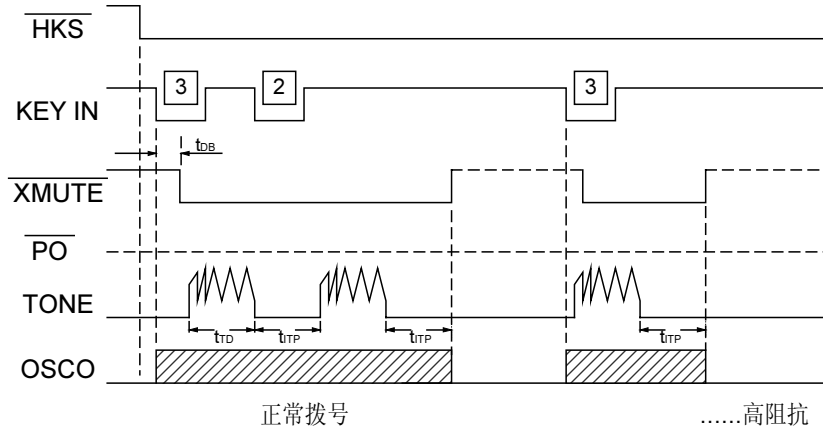 HKS
3 2 3
KEY IN
tDB
XMUTE
PO
TONE
tTD tITP tITP tITP
OSCO
正常拨号 ......高阻抗